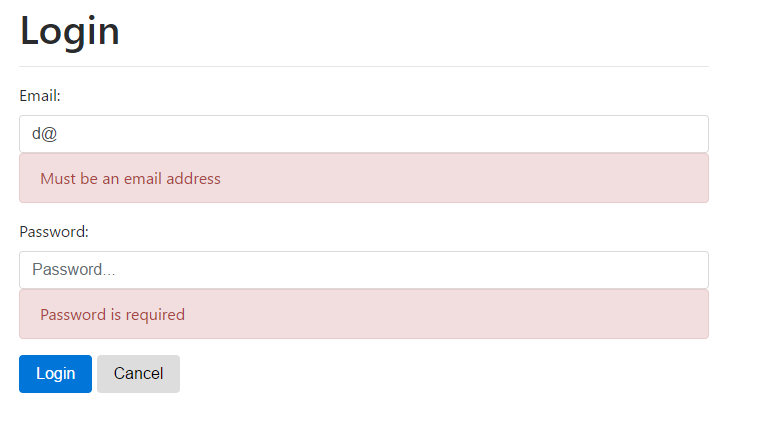 Login
Email:
d@
Must be an email address
Password:
Password...
Password is required
Login Cancel